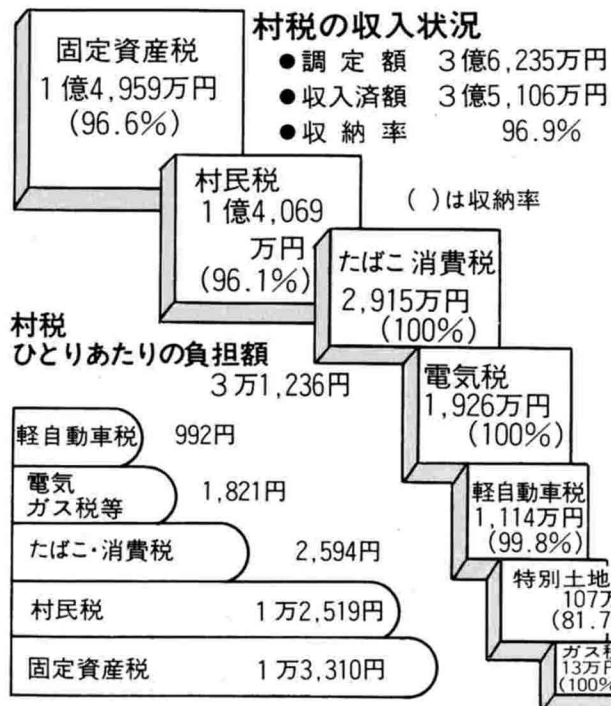 村税の収入状況
●調定額 3億6,235万円
●収入済額 3億5,106万円
●収納率 96.9%
( )は収納率
固定資産税
1億4,959万円
(96.6%)
村民税
1億4,069
万円
(96.1%)
たばこ消費税
2,915万円
(100%)
電気税
1,926万円
(100%)
軽自動車税
1,114万円
(99.8%)
特別土地
107万
(81.7
ガス税
13万円
(100%
村税
ひとりあたりの負担額
3万1,236円
軽自動車税 992円
電気
ガス税等 1,821円
たばこ・消費税 2,594円
村民税 1万2,519円
固定資産税 1万3,310円